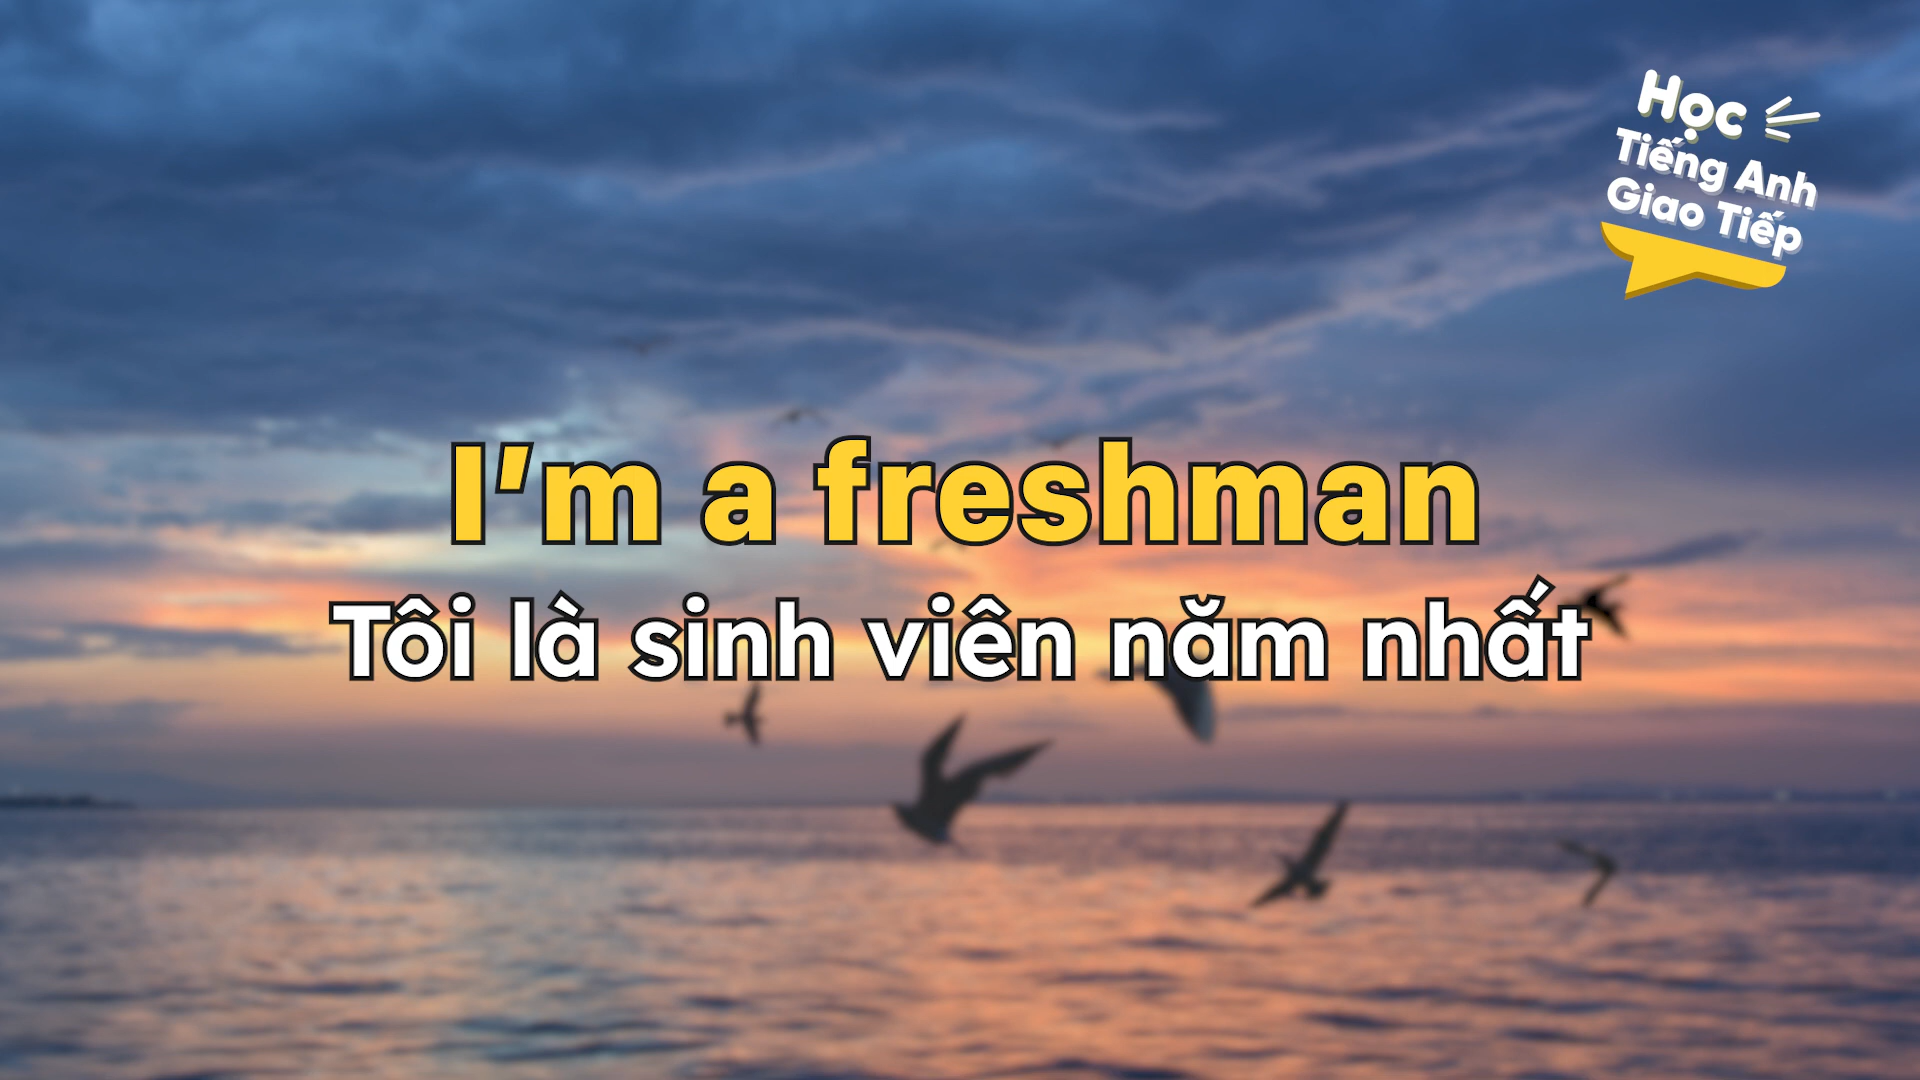 Học
Tiếng Anh
Giao Tiếp
I’m a freshman
Tôi là sinh viên năm nhất